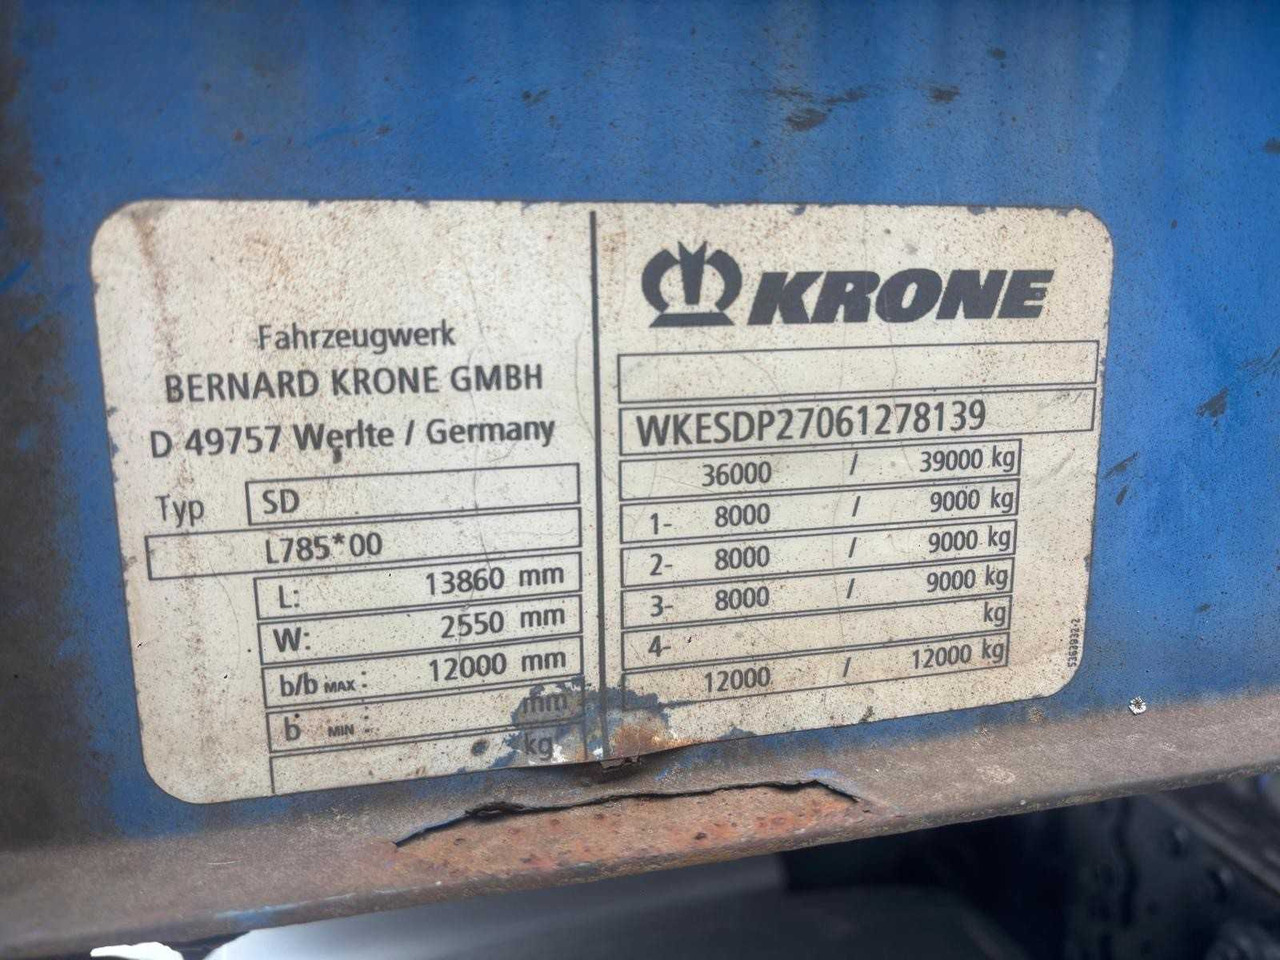 Fahrzeugwerk
BERNARD KRONE GMBH
D 49757 Werlte / Germany
Typ SD
L785*00
L: 13860 mm
W: 2550 mm
b/b MAX: 12000 mm
b MIN: mm
kg
KRONE
WKESDP27061278139
36000 / 39000 kg
1- 8000 / 9000 kg
2- 8000 / 9000 kg
3- 8000 / 9000 kg
4- kg
12000 / 12000 kg